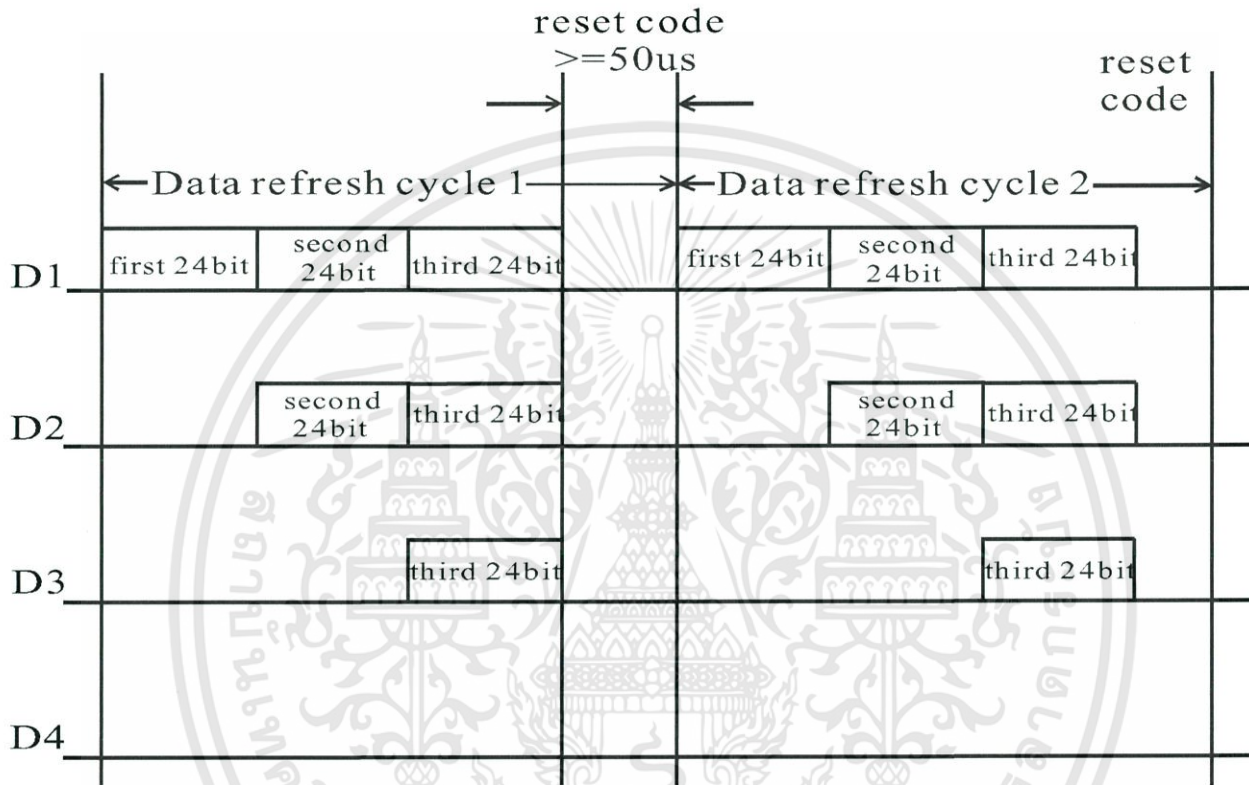 reset code
>=50us
reset
code
Data refresh cycle 1
Data refresh cycle 2
D1
first 24bit
second
24bit
third 24bit
first 24bit
second
24bit
third 24bit
D2
second
24bit
third 24bit
second
24bit
third 24bit
D3
third 24bit
third 24bit
D4